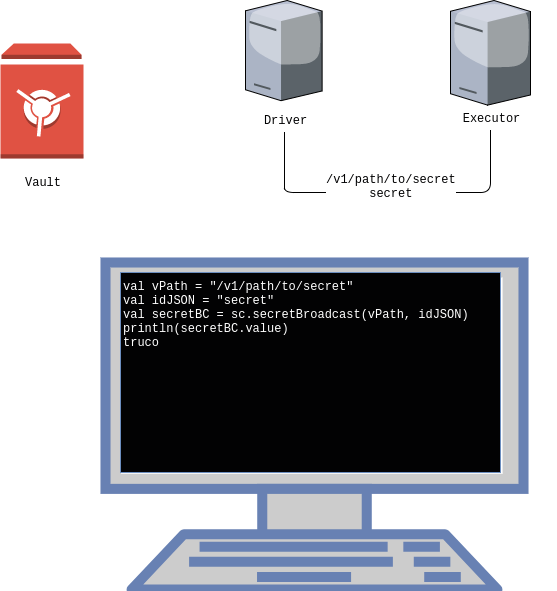 Driver
Executor
Vault
/v1/path/to/secret
secret
val vPath = "/v1/path/to/secret"
val idJSON = "secret"
val secretBC = sc.secretBroadcast(vPath, idJSON)
println(secretBC.value)
truco